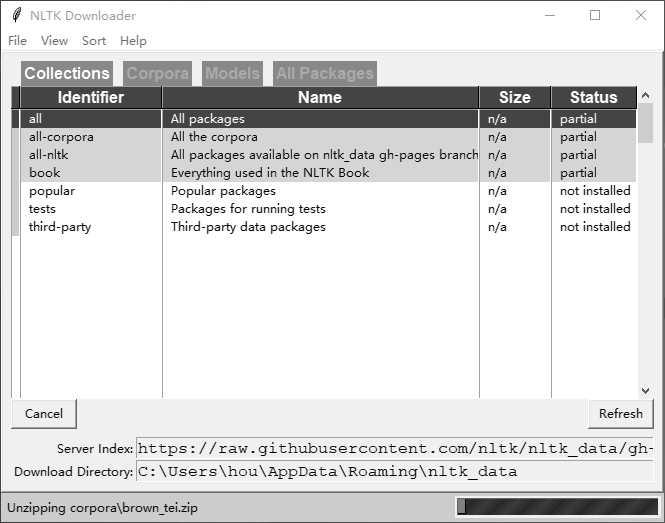 NLTK Downloader
File View Sort Help
Collections Corpora Models All Packages
Identifier Name Size Status
all All packages n/a partial
all-corpora All the corpora n/a partial
all-nltk All packages available on nltk_data gh-pages branch n/a partial
book Everything used in the NLTK Book n/a partial
popular Popular packages n/a not installed
tests Packages for running tests n/a not installed
third-party Third-party data packages n/a not installed
Cancel Refresh
Server Index: https://raw.githubusercontent.com/nltk/nltk_data/gh-
Download Directory: C:\Users\hou\AppData\Roaming\nltk_data
Unzipping corpora\brown_tei.zip